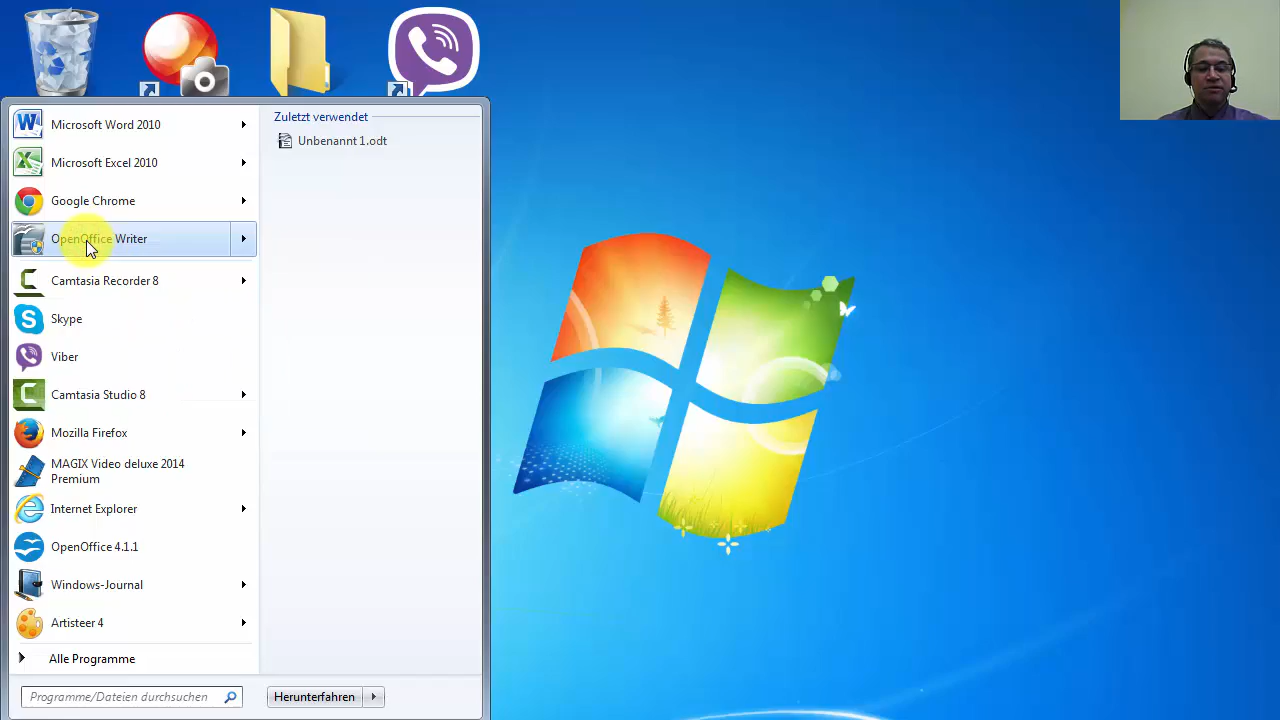 Microsoft Word 2010
Microsoft Excel 2010
Google Chrome
OpenOffice Writer
Camtasia Recorder 8
Skype
Viber
Camtasia Studio 8
Mozilla Firefox
MAGIX Video deluxe 2014
Premium
Internet Explorer
OpenOffice 4.1.1
Windows-Journal
Artisteer 4
Alle Programme
Programme/Dateien durchsuchen
Zuletzt verwendet
Unbenannt 1.odt
Herunterfahren